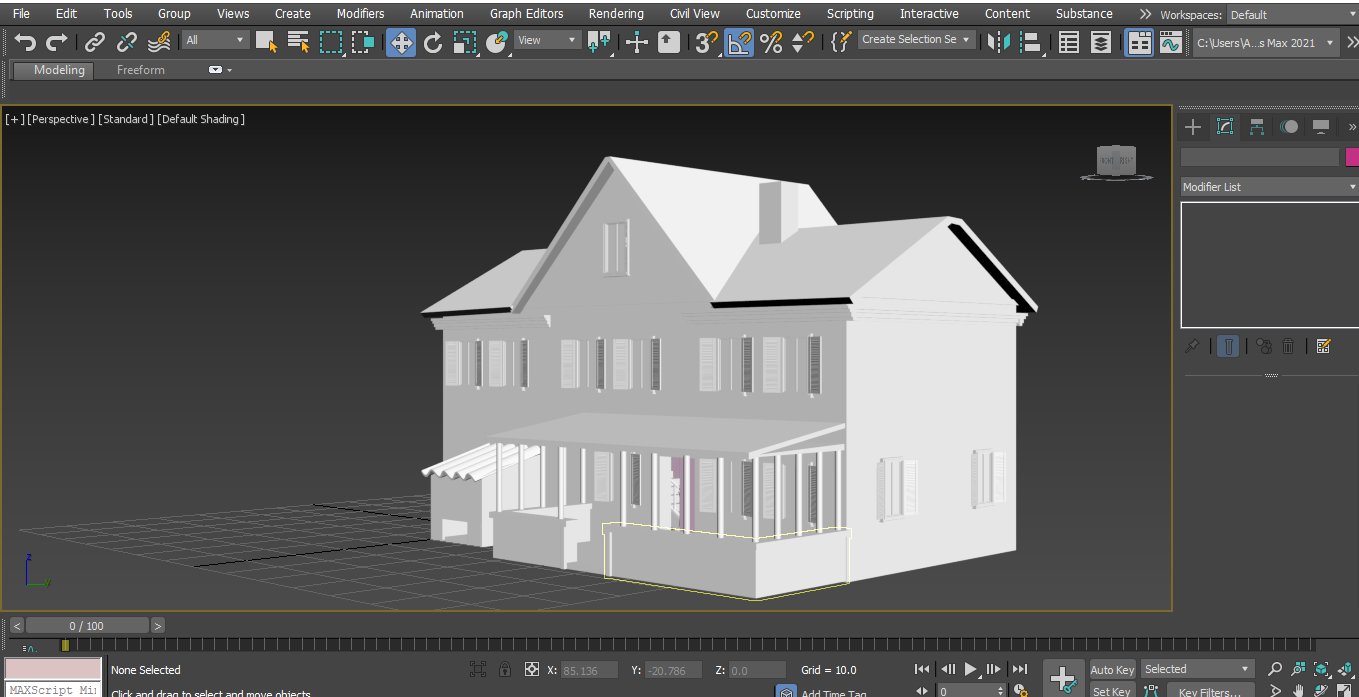 File Edit Tools Group Views Create Modifiers Animation Graph Editors Rendering Civil View Customize Scripting Interactive Content Substance Workspaces: Default
All View 3 Create Selection Se C:\Users\A...s Max 2021
Modeling Freeform
[+] [Perspective ] [Standard ] [Default Shading ]
Modifier List
z
< 0 / 100 >
None Selected X: 85.136 Y: -20.786 Z: 0.0 Grid = 10.0 Auto Key Selected
MAXScript Mi Click and drag to select and move objects Add Time Tag 0 Set Key Key Filters...